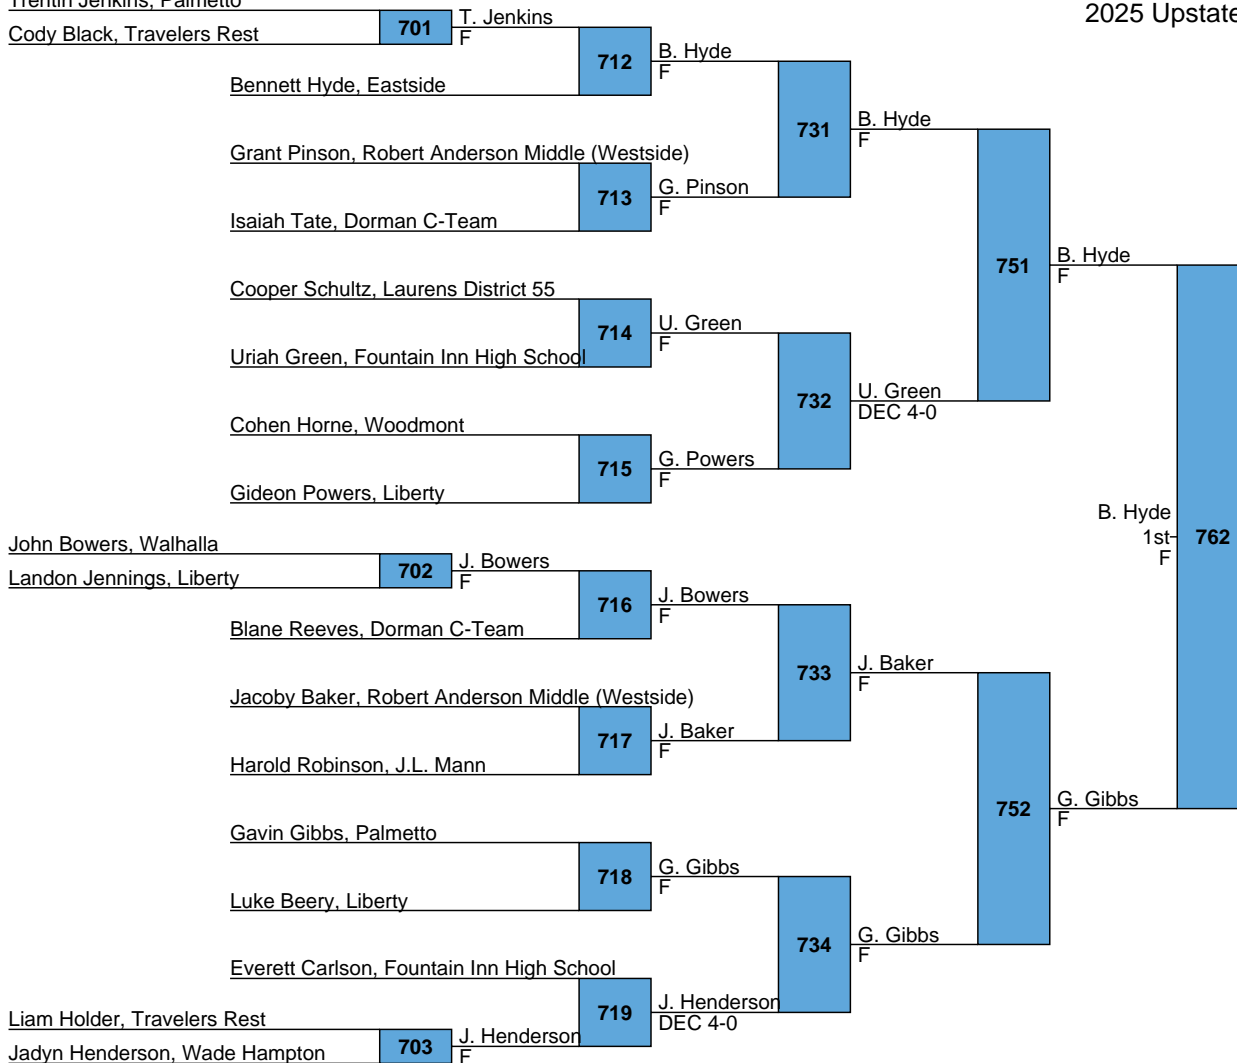 Trentin Jenkins, Palmetto
2025 Upstate
701
T. Jenkins
F
Cody Black, Travelers Rest
712
B. Hyde
F
Bennett Hyde, Eastside
731
B. Hyde
F
Grant Pinson, Robert Anderson Middle (Westside)
713
G. Pinson
F
Isaiah Tate, Dorman C-Team
751
B. Hyde
F
Cooper Schultz, Laurens District 55
714
U. Green
F
Uriah Green, Fountain Inn High School
732
U. Green
DEC 4-0
Cohen Horne, Woodmont
715
G. Powers
F
Gideon Powers, Liberty
B. Hyde
1st
F
762
John Bowers, Walhalla
702
J. Bowers
F
Landon Jennings, Liberty
716
J. Bowers
F
Blane Reeves, Dorman C-Team
733
J. Baker
F
Jacoby Baker, Robert Anderson Middle (Westside)
717
J. Baker
F
Harold Robinson, J.L. Mann
752
G. Gibbs
F
Gavin Gibbs, Palmetto
718
G. Gibbs
F
Luke Beery, Liberty
734
G. Gibbs
F
Everett Carlson, Fountain Inn High School
719
J. Henderson
DEC 4-0
Liam Holder, Travelers Rest
703
J. Henderson
F
Jadyn Henderson, Wade Hampton